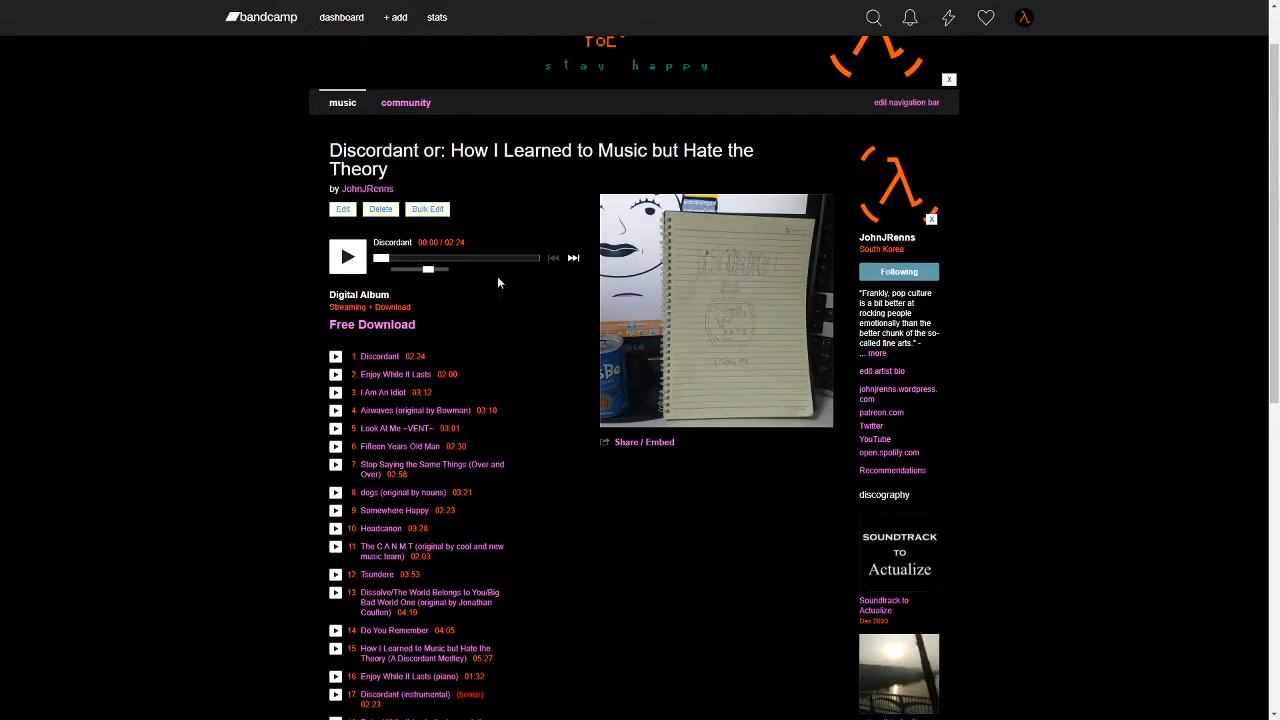 bandcamp dashboard + add stats
ToE
stay happy
X
music community edit navigation bar
Discordant or: How I Learned to Music but Hate the
Theory
by JohnJRenns
Edit Delete Bulk Edit
Discordant 00:00 / 02:24
Digital Album
Streaming + Download
Free Download
1. Discordant 02:24
2. Enjoy While It Lasts 02:00
3. I Am An Idiot 03:12
4. Airwaves (original by Bowman) 03:10
5. Look At Me ~VENT~ 03:01
6. Fifteen Years Old Man 02:30
7. Stop Saying the Same Things (Over and
Over) 02:58
8. dogs (original by nouns) 03:21
9. Somewhere Happy 02:23
10. Headcanon 03:28
11. The C A N M T (original by cool and new
music team) 02:03
12. Tsundere 03:53
13. Dissolve/The World Belongs to You/Big
Bad World One (original by Jonathan
Coulton) 04:19
14. Do You Remember 04:05
15. How I Learned to Music but Hate the
Theory (A Discordant Medley) 05:27
16. Enjoy While It Lasts (piano) 01:32
17. Discordant (instrumental) (bonus)
02:23
DISCORDANT
LG
Share / Embed
λ
X
JohnJRenns
South Korea
Following
"Frankly, pop culture
is a bit better at
rocking people
emotionally than the
better chunk of the so-
called fine arts." -
... more
edit artist bio
johnjrenns.wordpress.
com
patreon.com
Twitter
YouTube
open.spotify.com
Recommendations
discography
SOUNDTRACK
TO
Actualize
Soundtrack to
Actualize
Dec 2020